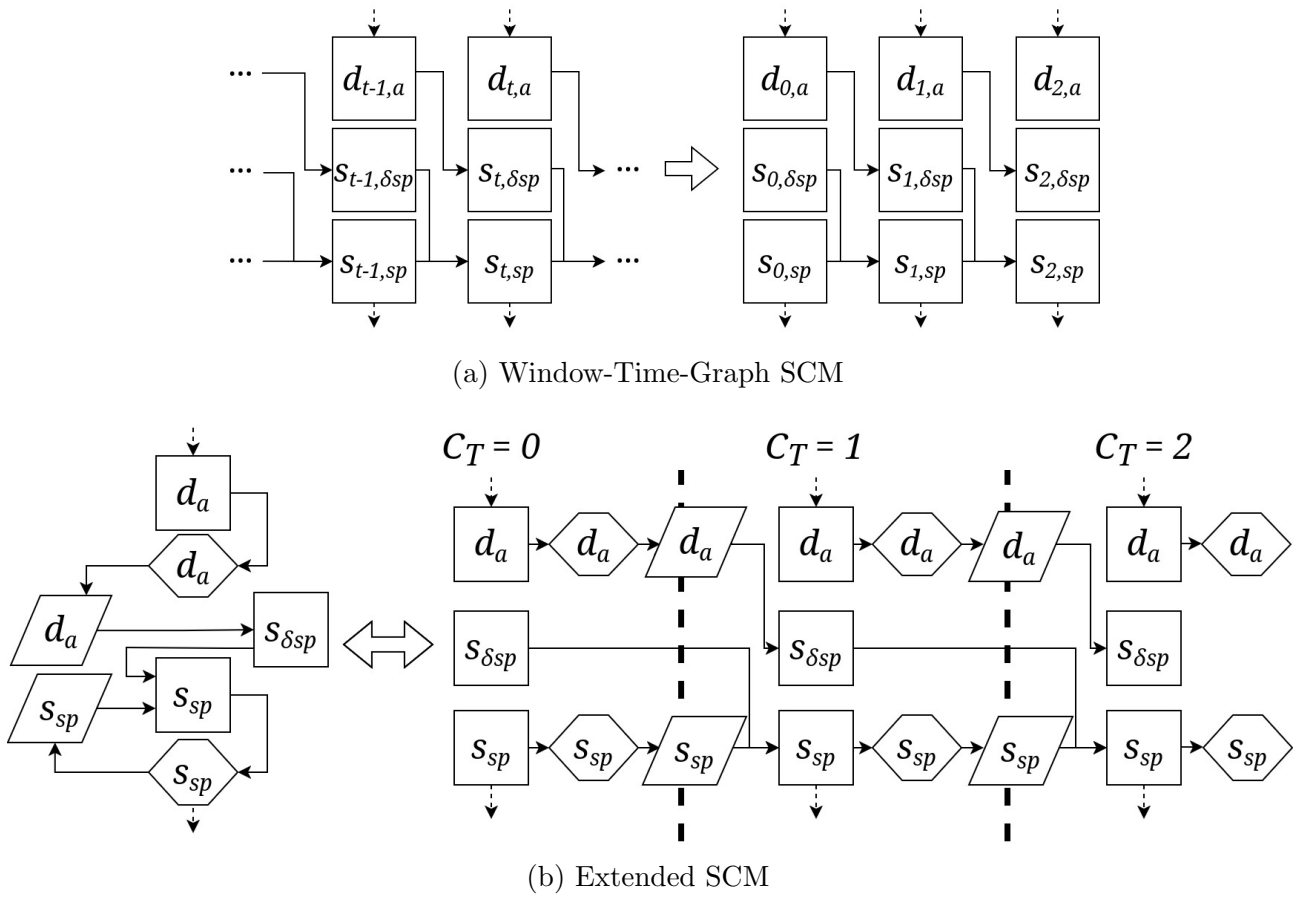 ... d_{t-1,a} d_{t,a} d_{0,a} d_{1,a} d_{2,a}
... s_{t-1,δsp} s_{t,δsp} ... s_{0,δsp} s_{1,δsp} s_{2,δsp}
... s_{t-1,sp} s_{t,sp} ... s_{0,sp} s_{1,sp} s_{2,sp}
(a) Window-Time-Graph SCM
d_a
d_a
d_a
s_{δsp}
s_{sp}
s_{sp}
s_{sp}
C_T = 0 C_T = 1 C_T = 2
d_a d_a d_a d_a d_a d_a d_a d_a
s_{δsp} s_{δsp} s_{δsp}
s_{sp} s_{sp} s_{sp} s_{sp} s_{sp} s_{sp} s_{sp} s_{sp}
(b) Extended SCM